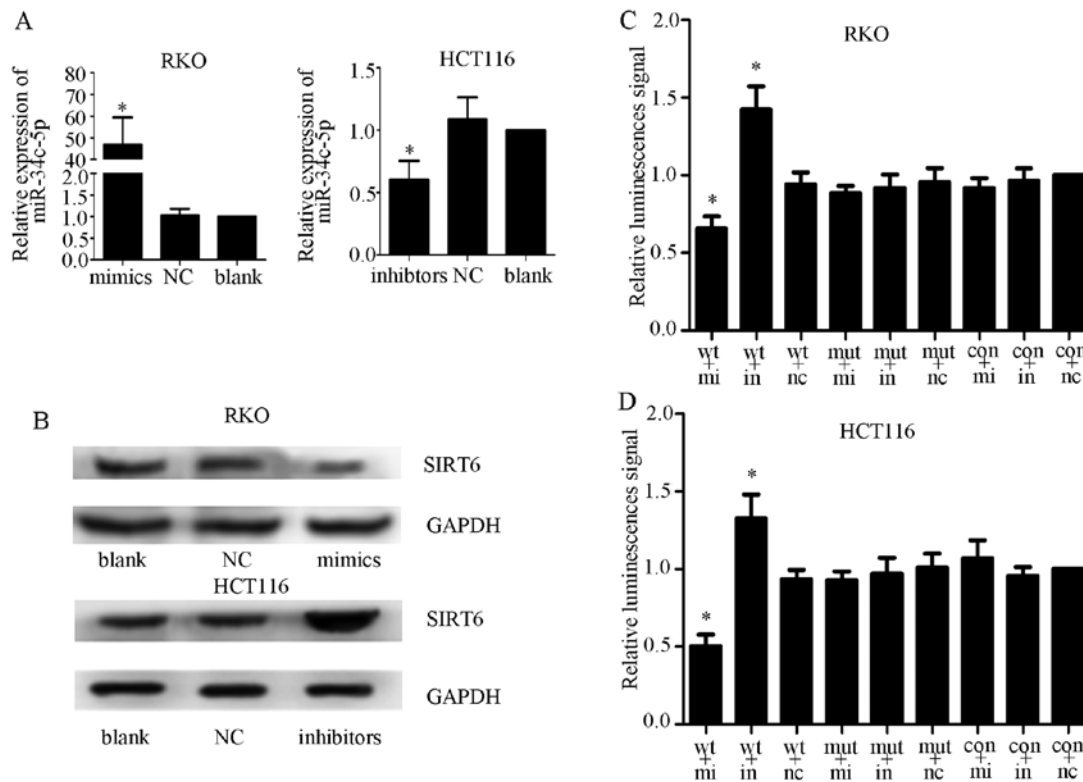 A
RKO
Relative expression of
miR-34c-5p
80
70
60
50
40
2.0
1.5
1.0
0.5
0.0
*
mimics NC blank
HCT116
Relative expression of
miR-34c-5p
1.5
1.0
0.5
0.0
*
inhibtors NC blank
B
RKO
SIRT6
GAPDH
blank NC mimics
HCT116
SIRT6
GAPDH
blank NC inhibitors
C
RKO
Relative luminescences signal
2.0
1.5
1.0
0.5
0.0
*
*
wt wt wt mut mut mut con con con
+ + + + + + + + +
mi in nc mi in nc mi in nc
D
HCT116
Relative luminescences signal
2.0
1.5
1.0
0.5
0.0
*
*
wt wt wt mut mut mut con con con
+ + + + + + + + +
mi in nc mi in nc mi in nc